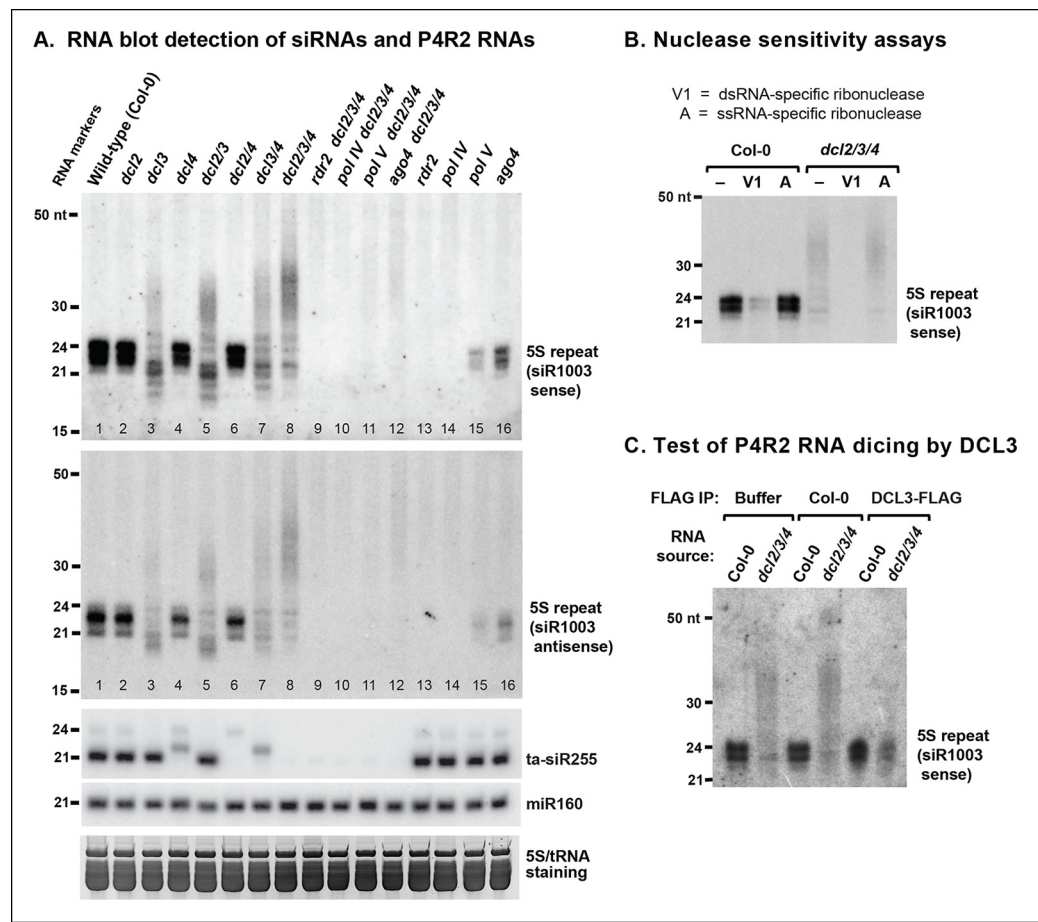 A. RNA blot detection of siRNAs and P4R2 RNAs
RNA markers
Wild-type (Col-0)
dcl2
dcl3
dcl4
dcl2/3
dcl2/4
dcl3/4
dcl2/3/4
rdr2 dcl2/3/4
pol IV dcl2/3/4
pol V dcl2/3/4
ago4 dcl2/3/4
rdr2
pol IV
pol V
ago4
50 nt
30
24
21
15
1 2 3 4 5 6 7 8 9 10 11 12 13 14 15 16
5S repeat
(siR1003
sense)
50
30
24
21
15
1 2 3 4 5 6 7 8 9 10 11 12 13 14 15 16
5S repeat
(siR1003
antisense)
24
21
ta-siR255
21
miR160
5S/tRNA
staining
B. Nuclease sensitivity assays
V1 = dsRNA-specific ribonuclease
A = ssRNA-specific ribonuclease
Col-0 dcl2/3/4
– V1 A – V1 A
50 nt
30
24
21
5S repeat
(siR1003
sense)
C. Test of P4R2 RNA dicing by DCL3
FLAG IP: Buffer Col-0 DCL3-FLAG
RNA
source:
Col-0
dcl2/3/4
Col-0
dcl2/3/4
Col-0
dcl2/3/4
50 nt
30
24
21
5S repeat
(siR1003
sense)